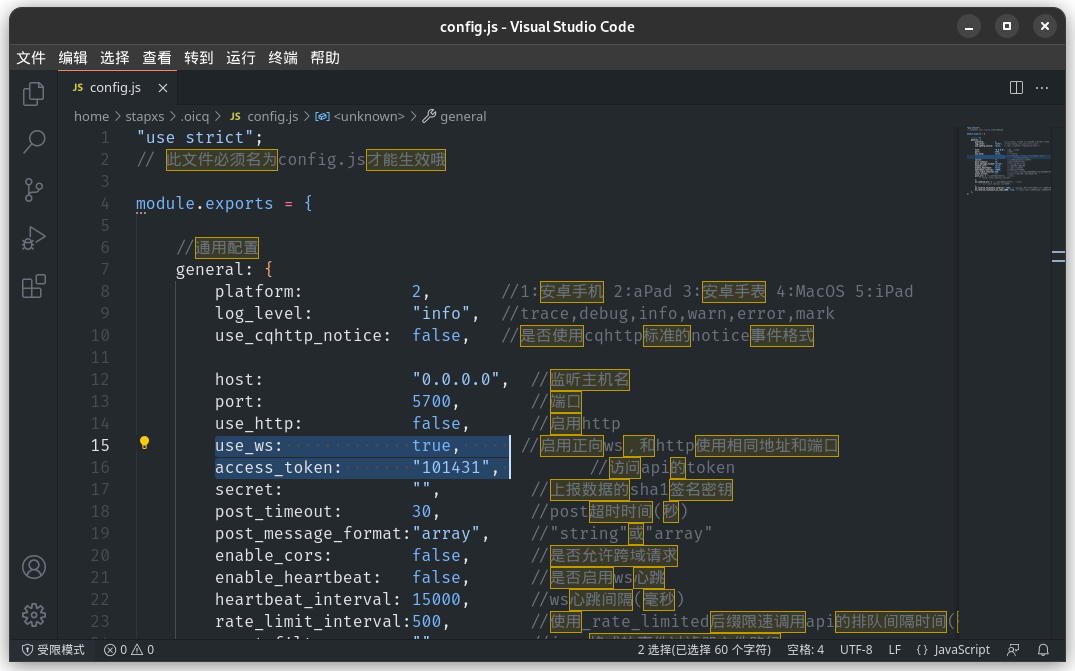 config.js - Visual Studio Code
文件 编辑 选择 查看 转到 运行 终端 帮助
JS config.js
home > stapxs > .oicq > JS config.js > <unknown> > general
1 "use strict";
2 // 此文件必须名为config.js才能生效哦
3
4 module.exports = {
5
6 //通用配置
7 general: {
8 platform: 2, //1:安卓手机 2:aPad 3:安卓手表 4:MacOS 5:iPad
9 log_level: "info", //trace,debug,info,warn,error,mark
10 use_cqhttp_notice: false, //是否使用cqhttp标准的notice事件格式
11
12 host: "0.0.0.0", //监听主机名
13 port: 5700, //端口
14 use_http: false, //启用http
15 use_ws: true, //启用正向ws，和http使用相同地址和端口
16 access_token: "101431", //访问api的token
17 secret: "", //上报数据的sha1签名密钥
18 post_timeout: 30, //post超时时间(秒)
19 post_message_format:"array", //"string"或"array"
20 enable_cors: false, //是否允许跨域请求
21 enable_heartbeat: false, //是否启用ws心跳
22 heartbeat_interval: 15000, //ws心跳间隔(毫秒)
23 rate_limit_interval:500, //使用_rate_limited后缀限速调用api的排队间隔时间(
受限模式 0 0 2 选择(已选择 60 个字符) 空格: 4 UTF-8 LF {} JavaScript